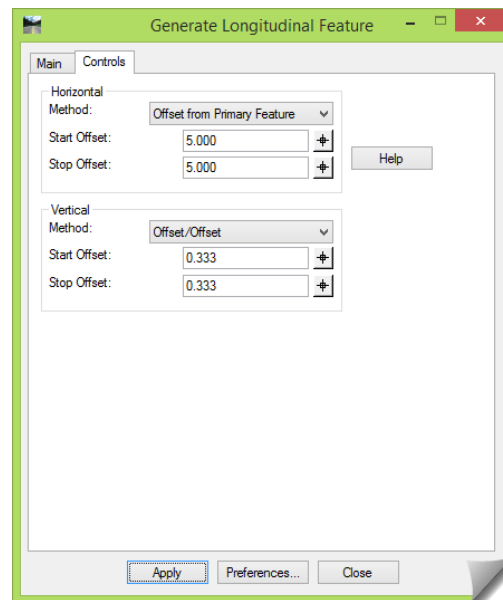 Generate Longitudinal Feature
Main Controls
Horizontal
Method: Offset from Primary Feature
Start Offset: 5.000
Stop Offset: 5.000
Help
Vertical
Method: Offset/Offset
Start Offset: 0.333
Stop Offset: 0.333
Apply Preferences... Close